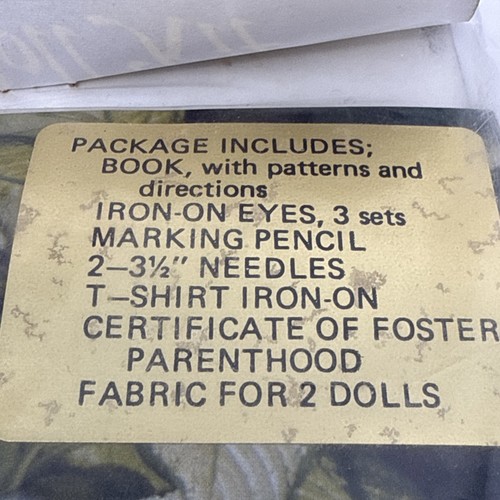 PACKAGE INCLUDES;
BOOK, with patterns and
directions
IRON-ON EYES, 3 sets
MARKING PENCIL
2—3½" NEEDLES
T—SHIRT IRON-ON
CERTIFICATE OF FOSTER
PARENTHOOD
FABRIC FOR 2 DOLLS